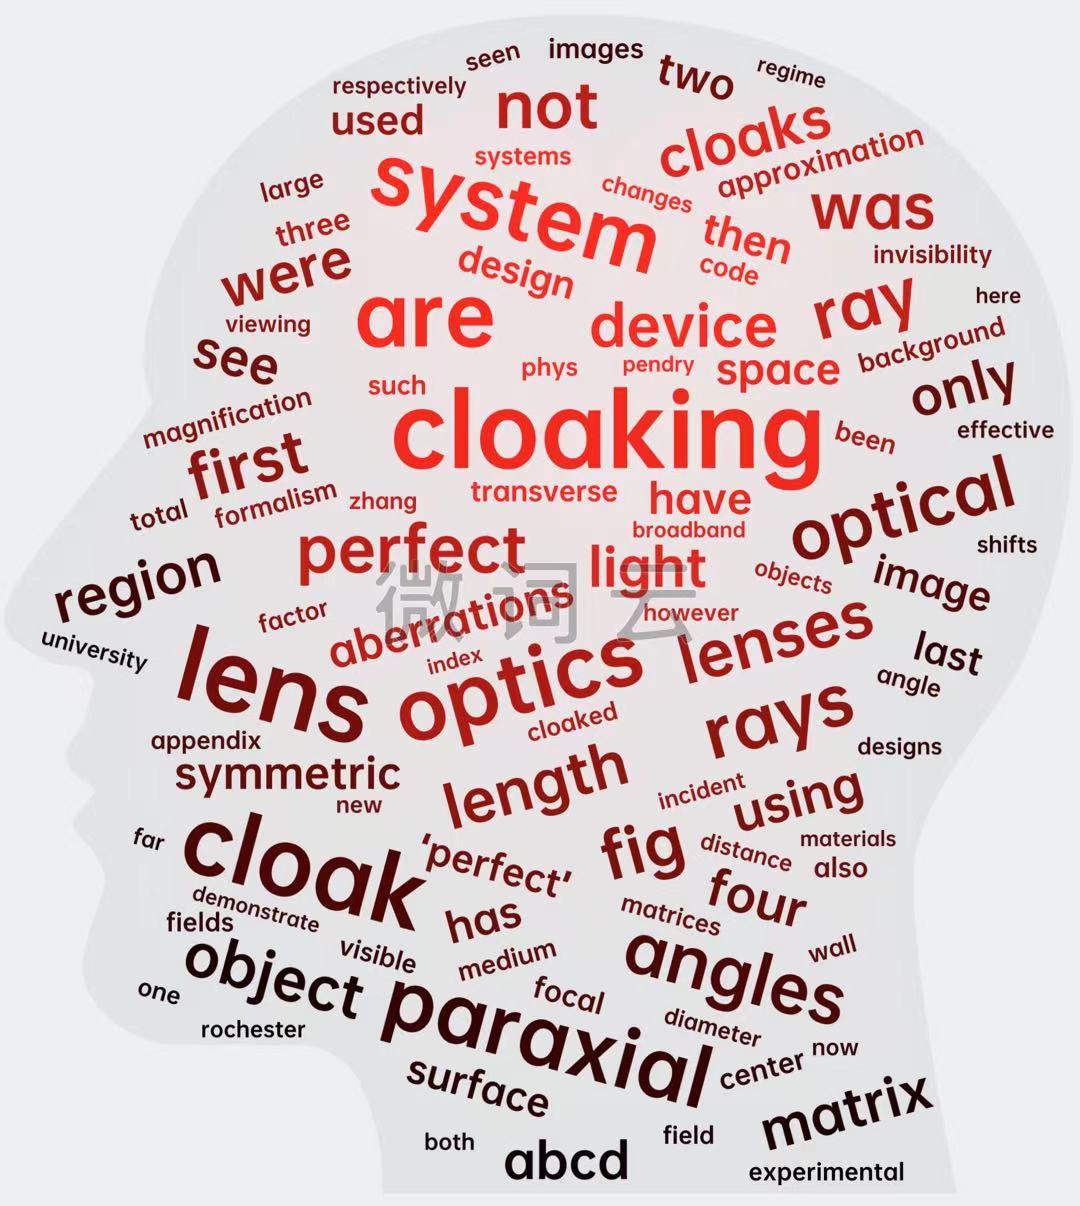 seen
images
two
regime
respectively
used
not
cloaks
systems
approximation
large
system
changes
was
three
then
were
design
code
invisibility
viewing
are
device
ray
here
see
phys
pendry
space
background
such
only
magnification
cloaking
been
effective
first
transverse
have
optical
total
formalism
zhang
broadband
shifts
perfect
light
objects
image
region
微词云
factor
aberrations
however
lenses
university
index
last
lens
optics
angle
cloaked
rays
appendix
designs
symmetric
length
incident
using
new
far
cloak
'perfect'
fig
distance
materials
also
demonstrate
four
fields
has
matrices
visible
medium
angles
wall
object
one
paraxial
focal
diameter
rochester
center
now
surface
matrix
both
abcd
field
experimental